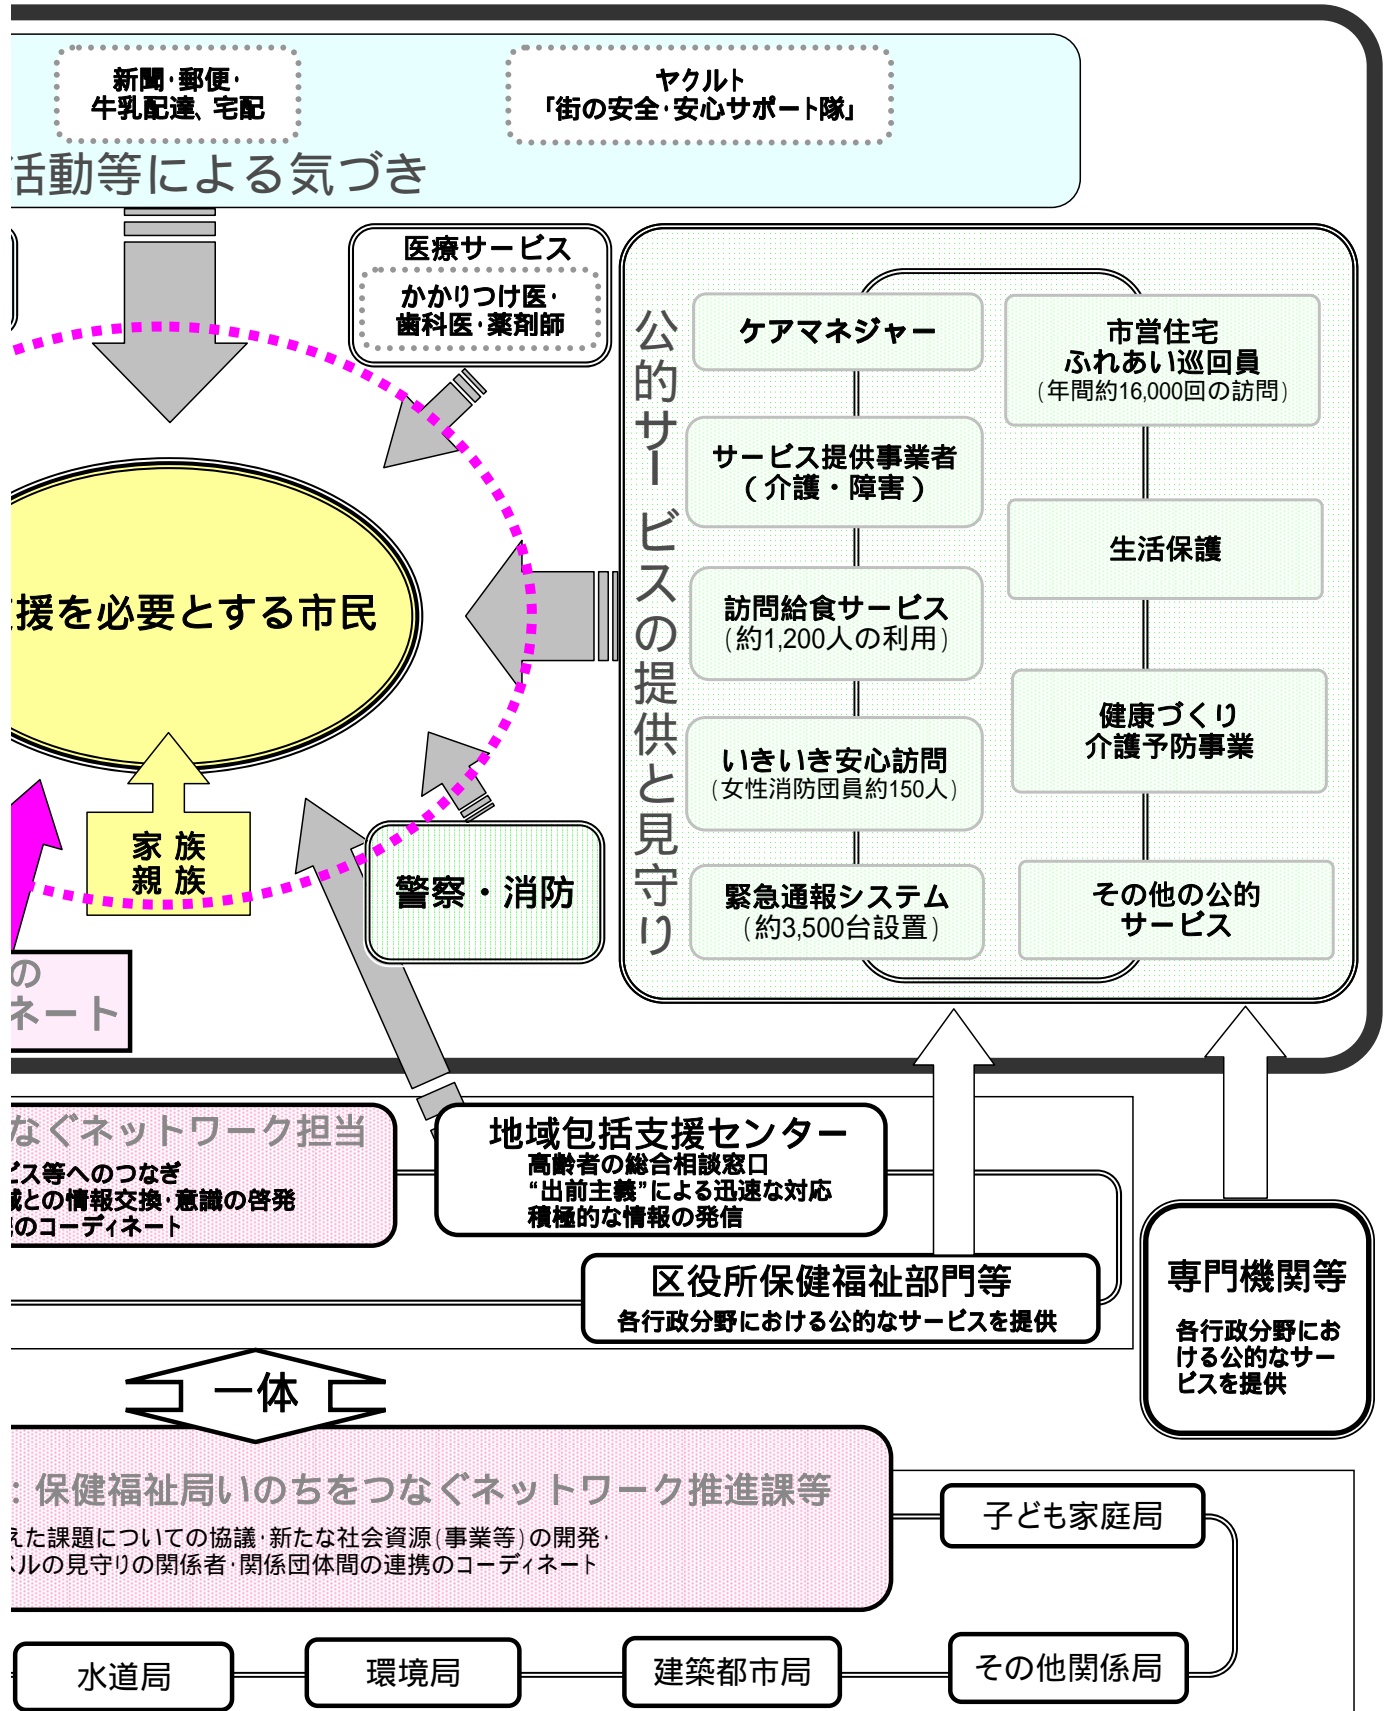 新聞・郵便・
牛乳配達、宅配
ヤクルト
「街の安全・安心サポート隊」
活動等による気づき
医療サービス
かかりつけ医・
歯科医・薬剤師
公的サービスの提供と見守り
ケアマネジャー
サービス提供事業者
（介護・障害）
訪問給食サービス
（約1,200人の利用）
いきいき安心訪問
（女性消防団員約150人）
緊急通報システム
（約3,500台設置）
市営住宅
ふれあい巡回員
（年間約16,000回の訪問）
生活保護
健康づくり
介護予防事業
その他の公的
サービス
援を必要とする市民
家 族
親 族
警察・消防
の
ネート
なぐネットワーク担当
ビス等へのつなぎ
域との情報交換・意識の啓発
のコーディネート
地域包括支援センター
高齢者の総合相談窓口
“出前主義”による迅速な対応
積極的な情報の発信
区役所保健福祉部門等
各行政分野における公的なサービスを提供
専門機関等
各行政分野にお
ける公的なサー
ビスを提供
一体
：保健福祉局いのちをつなぐネットワーク推進課等
えた課題についての協議・新たな社会資源（事業等）の開発・
ベルの見守りの関係者・関係団体間の連携のコーディネート
子ども家庭局
水道局
環境局
建築都市局
その他関係局